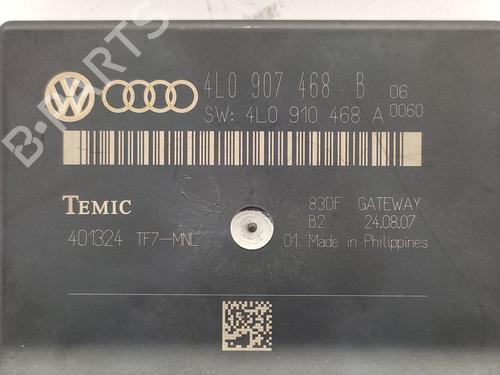 B-PARTS
4L0 907 468 B 06
SW: 4L0 910 468 A 0060
TEMIC
83DF GATEWAY
B2 24.08.07
401324 TF7-MNL 01 Made in Philippines